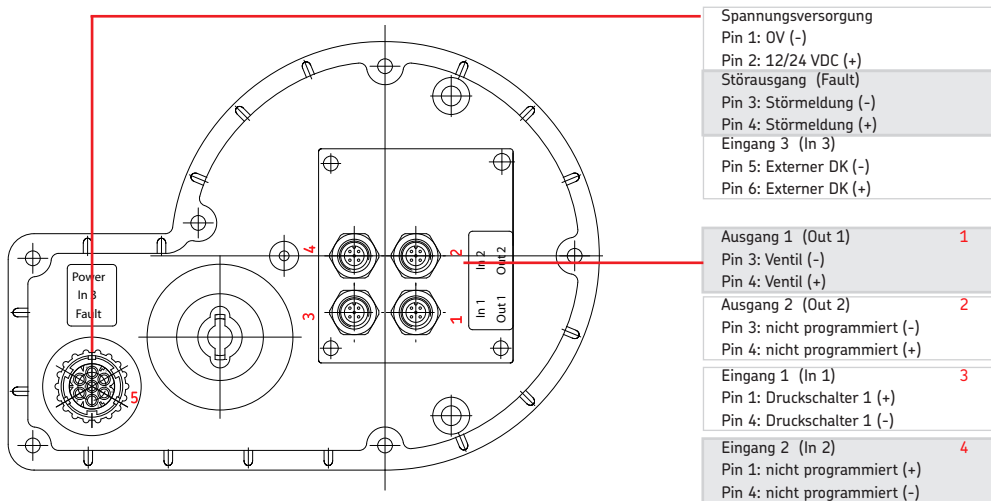 Spannungsversorgung
Pin 1: 0V (-)
Pin 2: 12/24 VDC (+)
Störausgang (Fault)
Pin 3: Störmeldung (-)
Pin 4: Störmeldung (+)
Eingang 3 (In 3)
Pin 5: Externer DK (-)
Pin 6: Externer DK (+)
Ausgang 1 (Out 1) 1
Pin 3: Ventil (-)
Pin 4: Ventil (+)
Ausgang 2 (Out 2) 2
Pin 3: nicht programmiert (-)
Pin 4: nicht programmiert (+)
Eingang 1 (In 1) 3
Pin 1: Druckschalter 1 (+)
Pin 4: Druckschalter 1 (-)
Eingang 2 (In 2) 4
Pin 1: nicht programmiert (+)
Pin 4: nicht programmiert (-)
4
2
In 2
Out 2
3
1
In 1
Out 1
Power
In 3
Fault
5